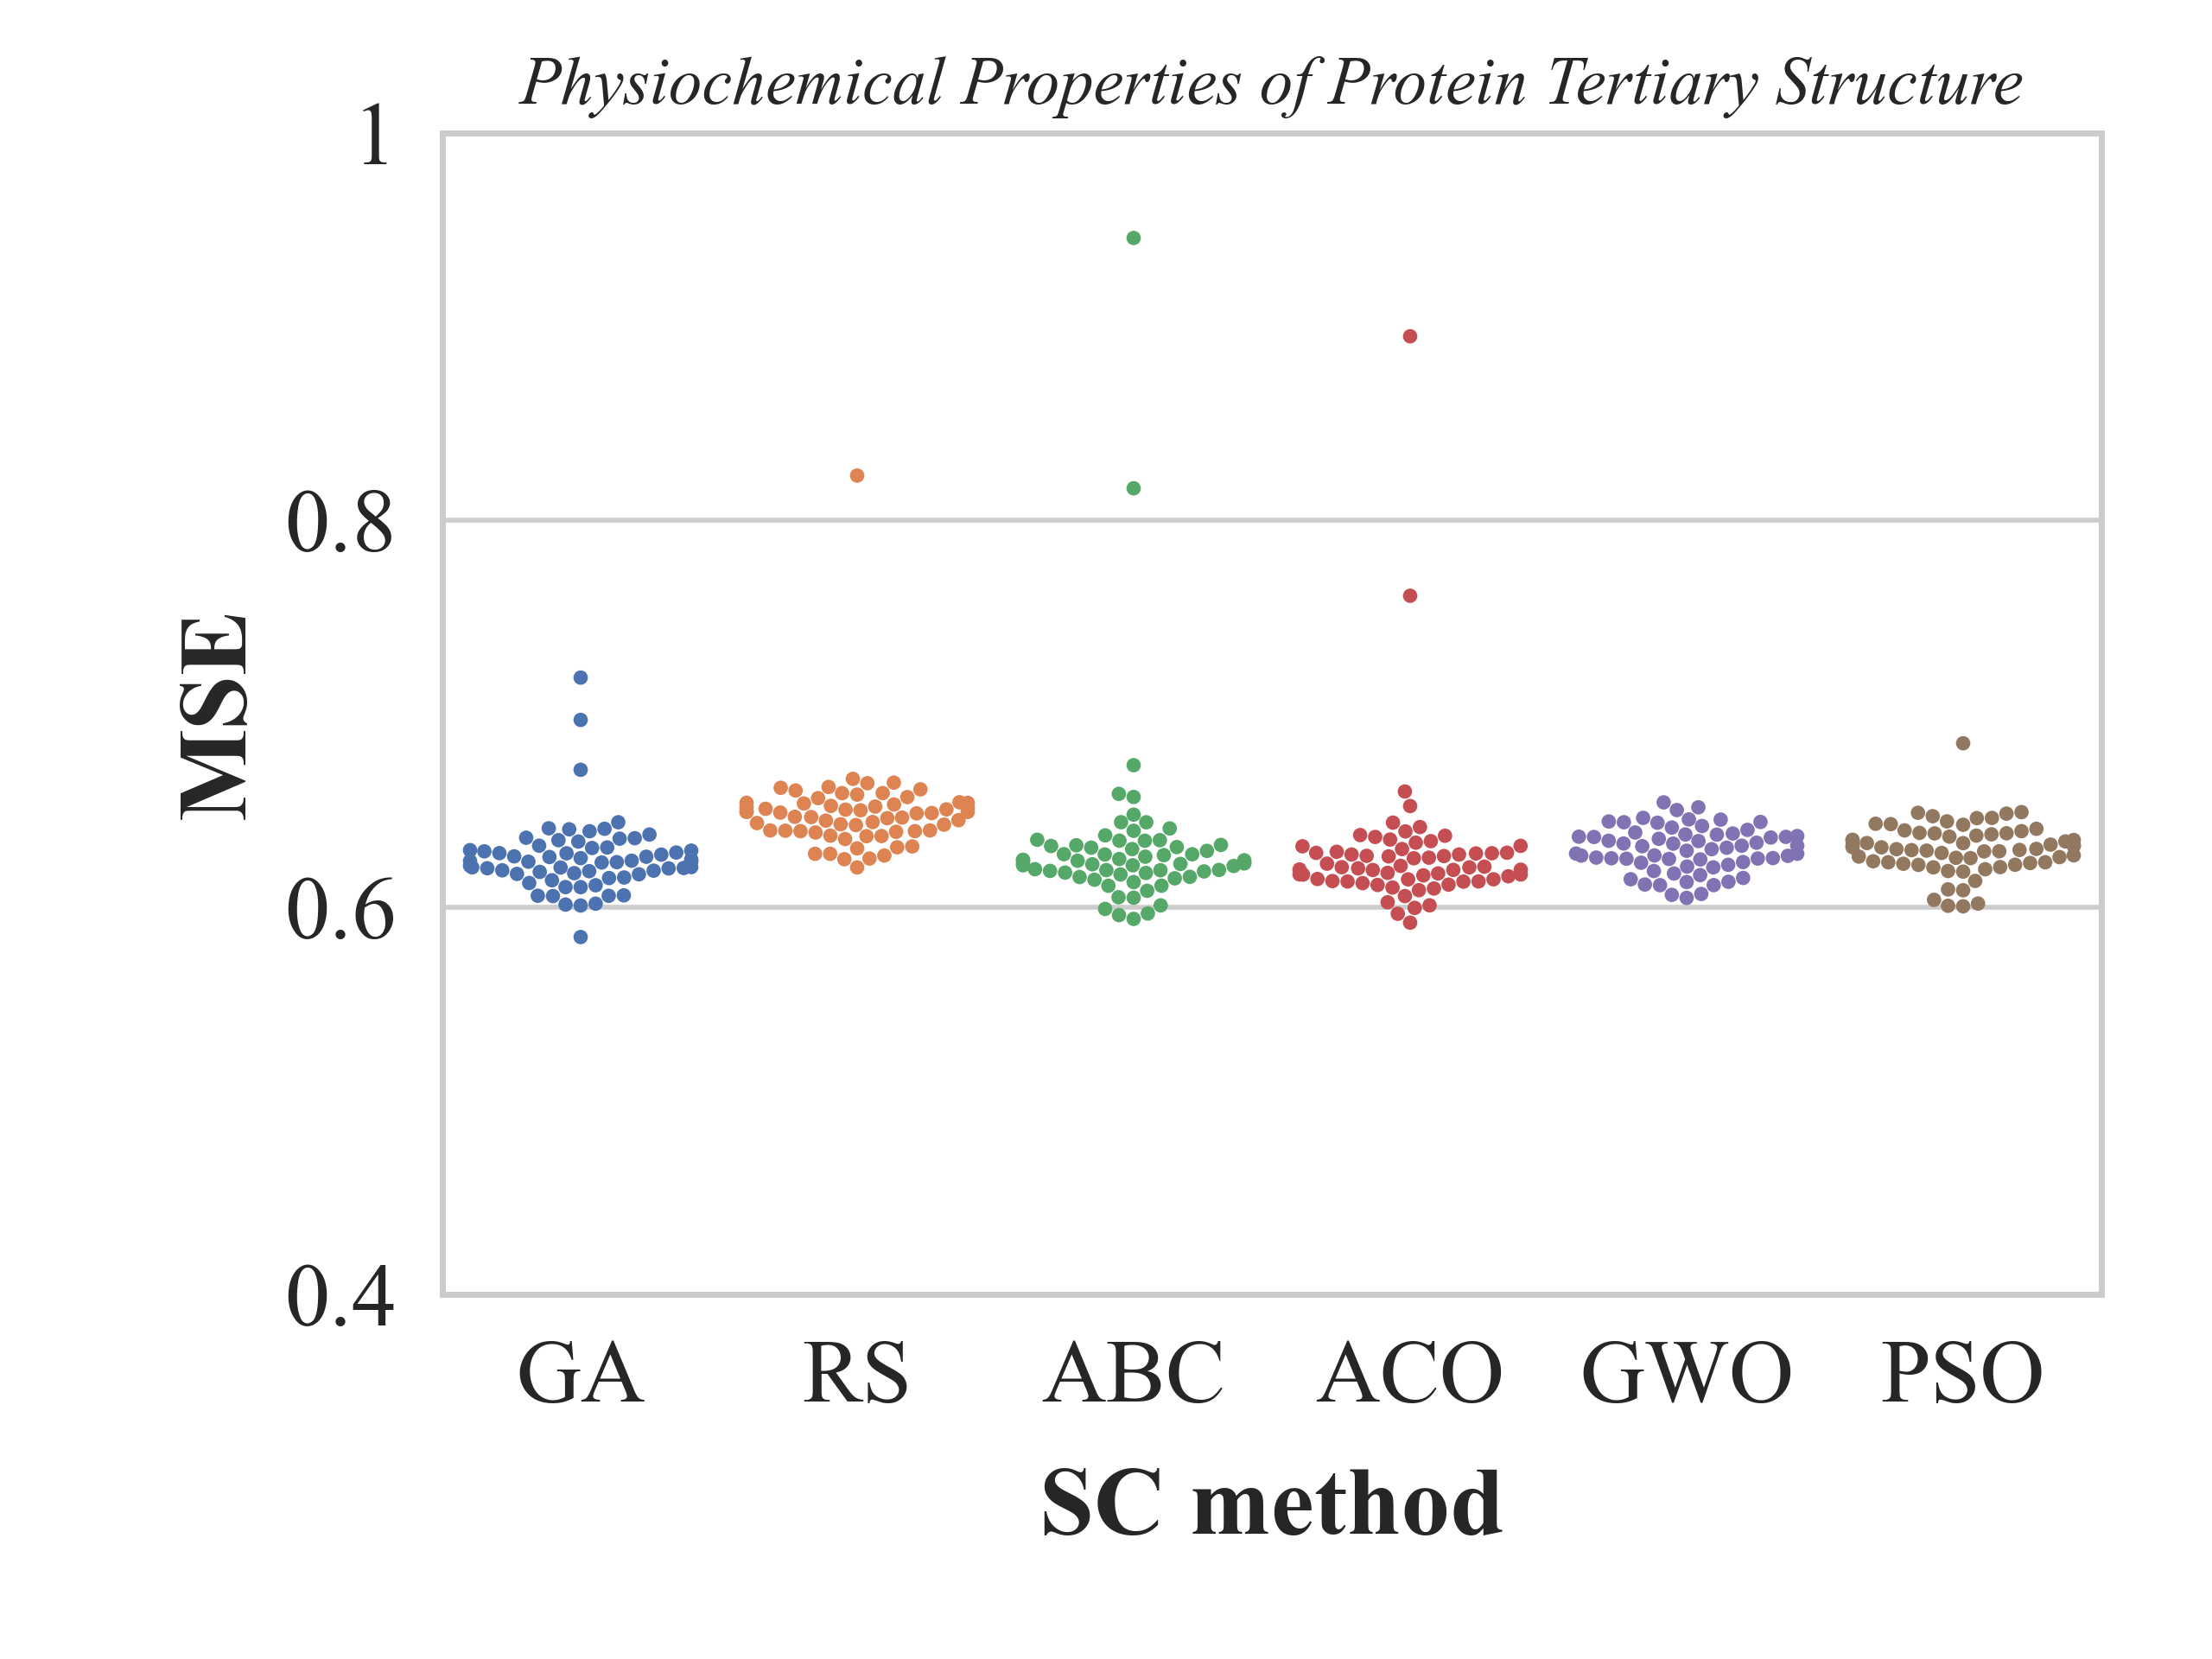 Physiochemical Properties of Protein Tertiary Structure
1
0.8
0.6
0.4
MSE
GA RS ABC ACO GWO PSO
SC method